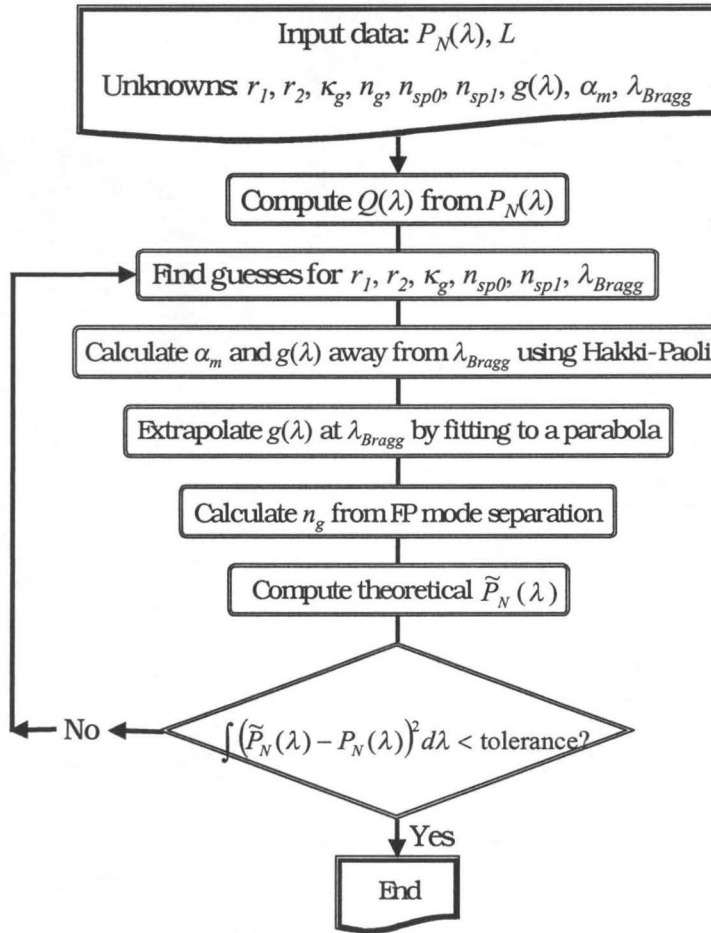 Input data: P_N(λ), L
Unknowns: r_1, r_2, κ_g, n_g, n_sp0, n_sp1, g(λ), α_m, λ_Bragg
Compute Q(λ) from P_N(λ)
Find guesses for r_1, r_2, κ_g, n_sp0, n_sp1, λ_Bragg
Calculate α_m and g(λ) away from λ_Bragg using Hakki-Paoli
Extrapolate g(λ) at λ_Bragg by fitting to a parabola
Calculate n_g from FP mode separation
Compute theoretical P̃_N(λ)
∫(P̃_N(λ) − P_N(λ))² dλ < tolerance?
No
Yes
End